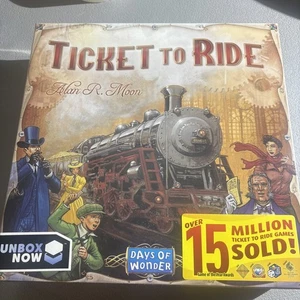 TICKET TO RIDE
Alan R. Moon
UNBOX
NOW
DAYS OF
WONDER
OVER
15 MILLION
TICKET TO RIDE GAMES
SOLD!